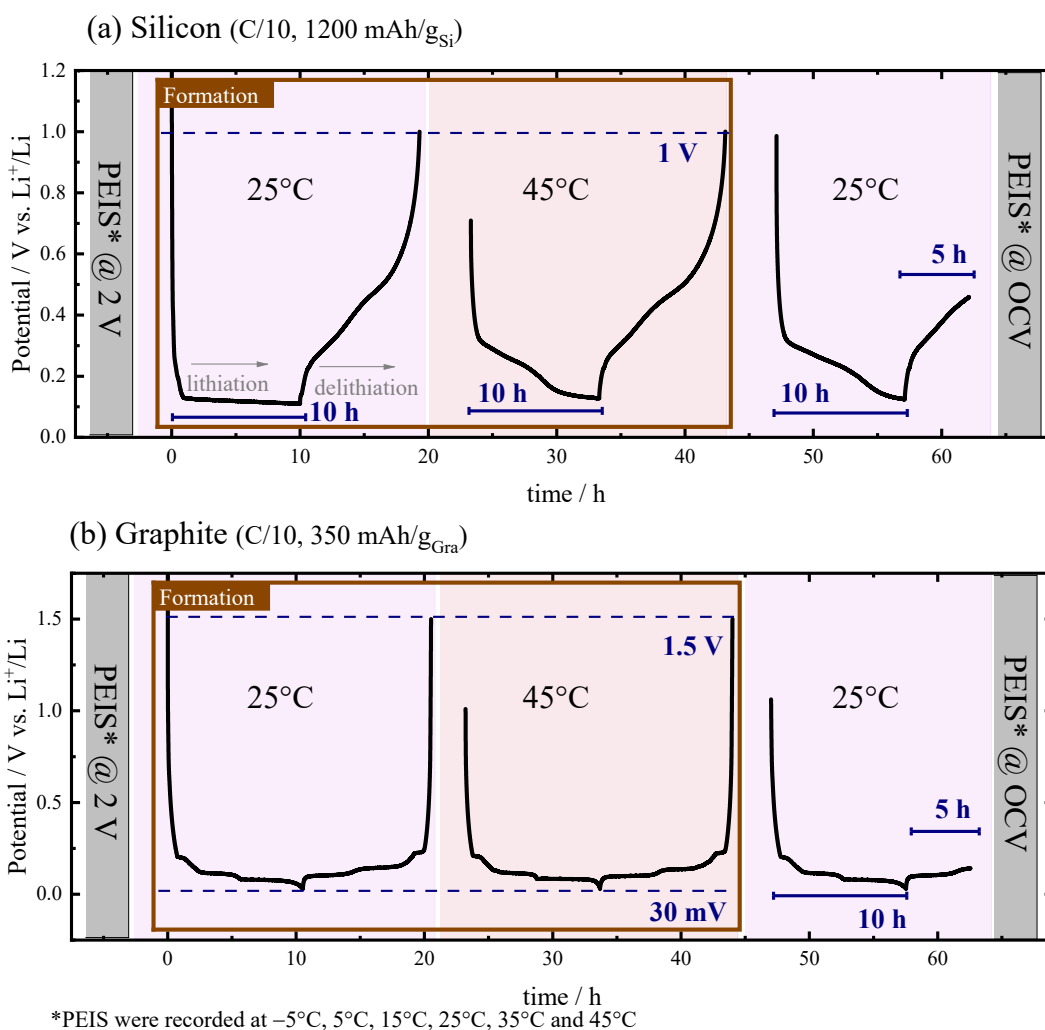 (a) Silicon (C/10, 1200 mAh/gSi)
Potential / V vs. Li+/Li
1.2
1.0
0.8
0.6
0.4
0.2
0.0
PEIS* @ 2 V
Formation
25°C
45°C
25°C
1 V
5 h
lithiation
delithiation
10 h
10 h
10 h
PEIS* @ OCV
0 10 20 30 40 50 60
time / h
(b) Graphite (C/10, 350 mAh/gGra)
Potential / V vs. Li+/Li
1.5
1.0
0.5
0.0
PEIS* @ 2 V
Formation
1.5 V
25°C
45°C
25°C
5 h
30 mV
10 h
PEIS* @ OCV
0 10 20 30 40 50 60
time / h
*PEIS were recorded at −5°C, 5°C, 15°C, 25°C, 35°C and 45°C